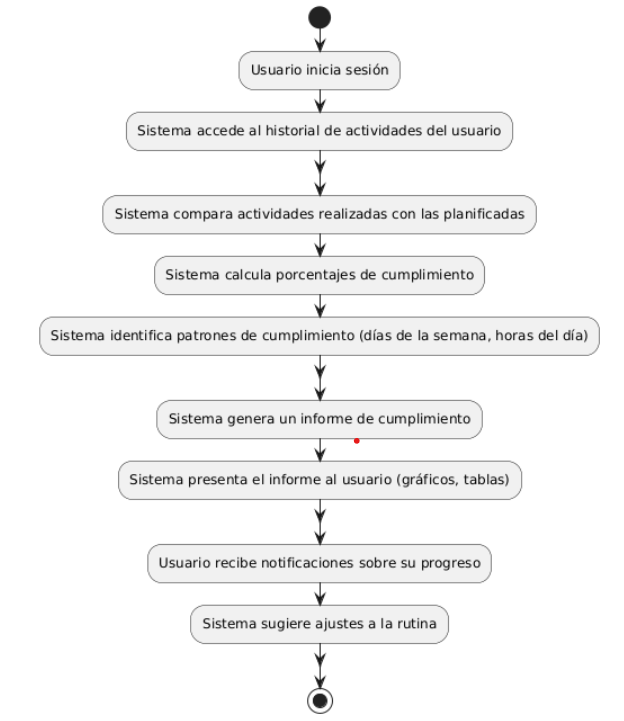 Usuario inicia sesión
Sistema accede al historial de actividades del usuario
Sistema compara actividades realizadas con las planificadas
Sistema calcula porcentajes de cumplimiento
Sistema identifica patrones de cumplimiento (días de la semana, horas del día)
Sistema genera un informe de cumplimiento
Sistema presenta el informe al usuario (gráficos, tablas)
Usuario recibe notificaciones sobre su progreso
Sistema sugiere ajustes a la rutina